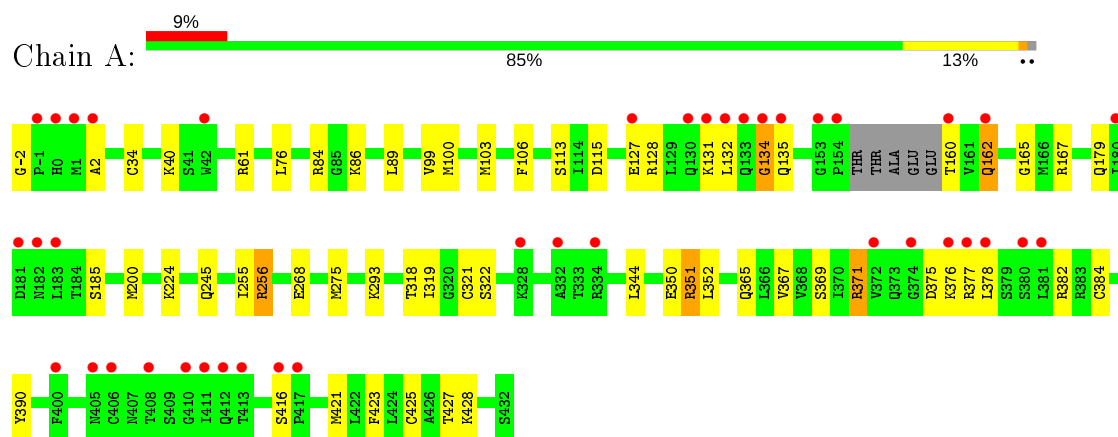 9%
Chain A:
85%
13%
G-2 P-1 H0 M1 A2 C34 K40 S41 W42 R61 L76 R84 G85 K86 L89 V99 M100 M103 F106 S113 I114 D115 E127 R128 L129 Q130 K131 L132 Q133 G134 Q135 G153 P154 THR THR ALA GLU GLU T160 V161 Q162 G165 M166 R167 Q179 I180
D181 N182 L183 T184 S185 M200 K224 Q245 I255 R256 E268 M275 K293 T318 I319 G320 C321 S322 K328 A332 T333 R334 L344 E350 R351 L352 Q365 L366 V367 V368 S369 I370 R371 V372 Q373 G374 D375 K376 R377 L378 S379 S380 L381 R382 R383 C384
Y390 F400 N405 C406 N407 T408 S409 G410 I411 Q412 T413 S416 P417 M421 L422 F423 L424 C425 A426 T427 K428 S432